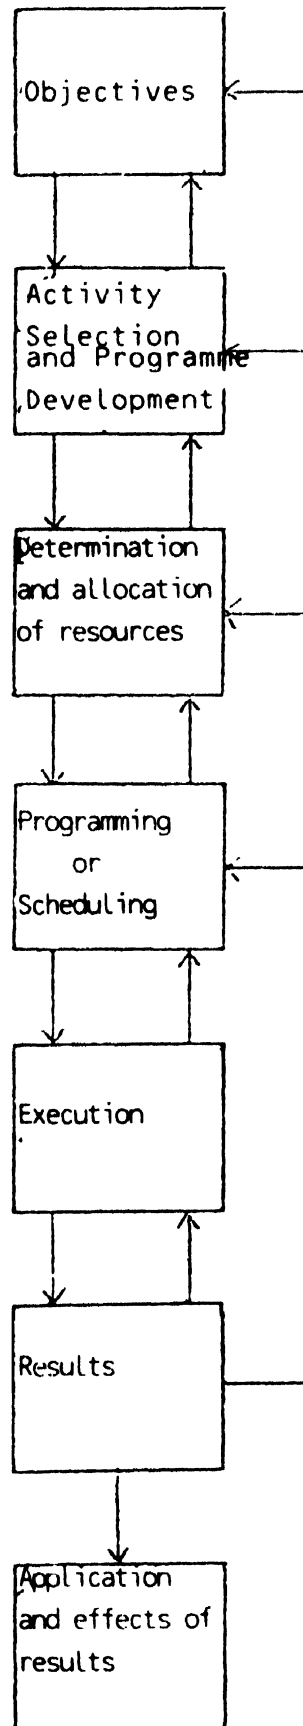 Objectives
Activity
Selection
and Programme
Development
Determination
and allocation
of resources
Programming
or
Scheduling
Execution
Results
Application
and effects of
results